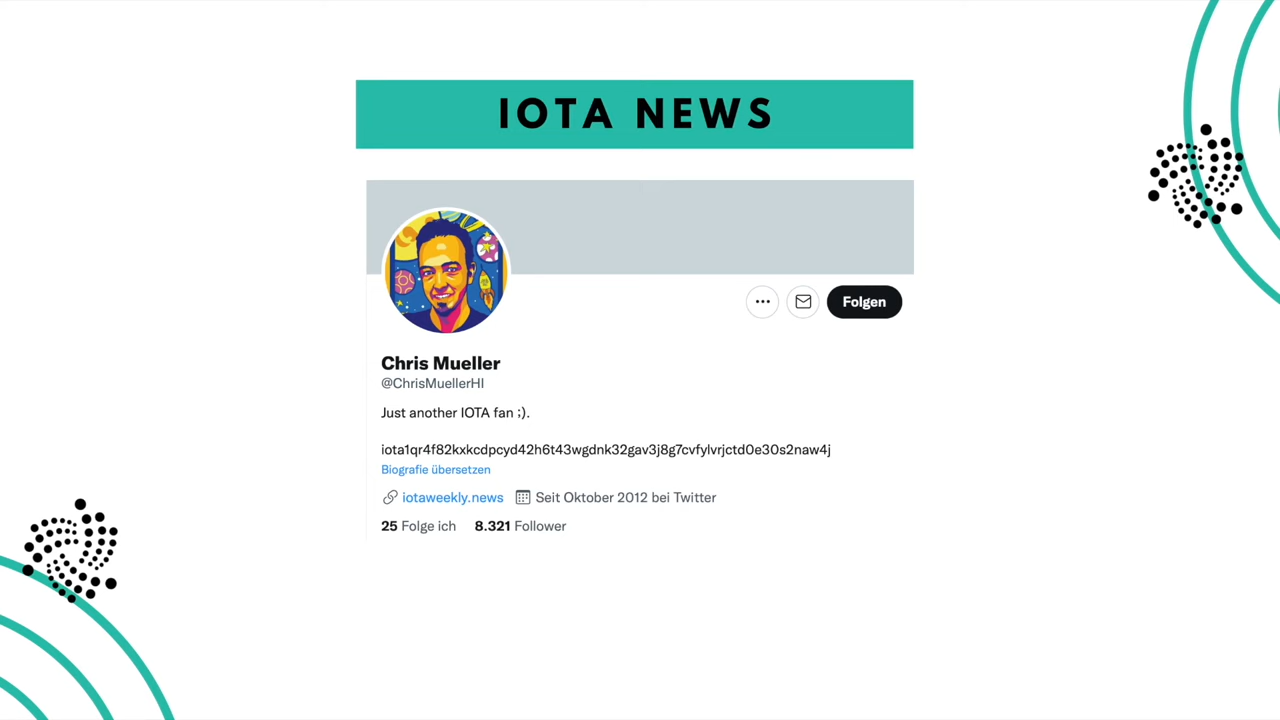 IOTA NEWS
Folgen
Chris Mueller
@ChrisMuellerHI
Just another IOTA fan ;).
iota1qr4f82kxkcdpcyd42h6t43wgdnk32gav3j8g7cvfylvrjctd0e30s2naw4j
Biografie übersetzen
iotaweekly.news Seit Oktober 2012 bei Twitter
25 Folge ich 8.321 Follower